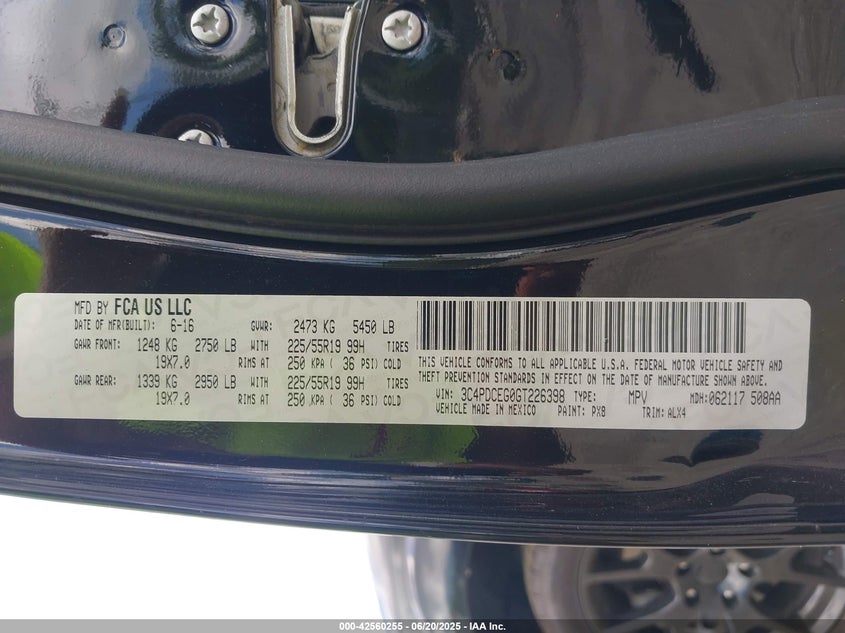 MFD BY FCA US LLC
DATE OF MFR(BUILT): 6-16 GVWR: 2473 KG 5450 LB
GAWR FRONT: 1248 KG 2750 LB WITH 225/55R19 99H TIRES
19X7.0 RIMS AT 250 KPA ( 36 PSI) COLD
GAWR REAR: 1339 KG 2950 LB WITH 225/55R19 99H TIRES
19X7.0 RIMS AT 250 KPA ( 36 PSI) COLD
THIS VEHICLE CONFORMS TO ALL APPLICABLE U.S.A. FEDERAL MOTOR VEHICLE SAFETY AND
THEFT PREVENTION STANDARDS IN EFFECT ON THE DATE OF MANUFACTURE SHOWN ABOVE.
VIN: 3C4PDCEG0GT226398 TYPE: MPV MDH: 062117 508AA
VEHICLE MADE IN MEXICO PAINT: PX8 TRIM: ALX4
000-42560255 - 06/20/2025 - IAA Inc.